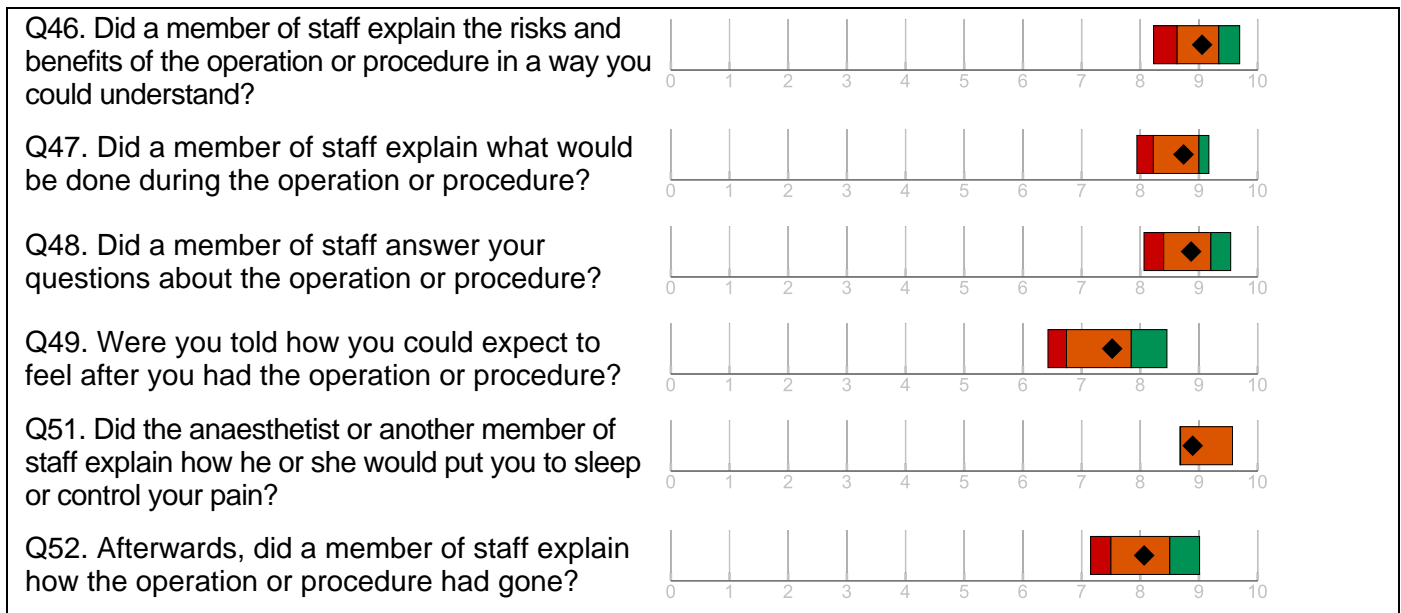 Q46. Did a member of staff explain the risks and
benefits of the operation or procedure in a way you
could understand?
0 1 2 3 4 5 6 7 8 9 10
Q47. Did a member of staff explain what would
be done during the operation or procedure?
0 1 2 3 4 5 6 7 8 9 10
Q48. Did a member of staff answer your
questions about the operation or procedure?
0 1 2 3 4 5 6 7 8 9 10
Q49. Were you told how you could expect to
feel after you had the operation or procedure?
0 1 2 3 4 5 6 7 8 9 10
Q51. Did the anaesthetist or another member of
staff explain how he or she would put you to sleep
or control your pain?
0 1 2 3 4 5 6 7 8 9 10
Q52. Afterwards, did a member of staff explain
how the operation or procedure had gone?
0 1 2 3 4 5 6 7 8 9 10